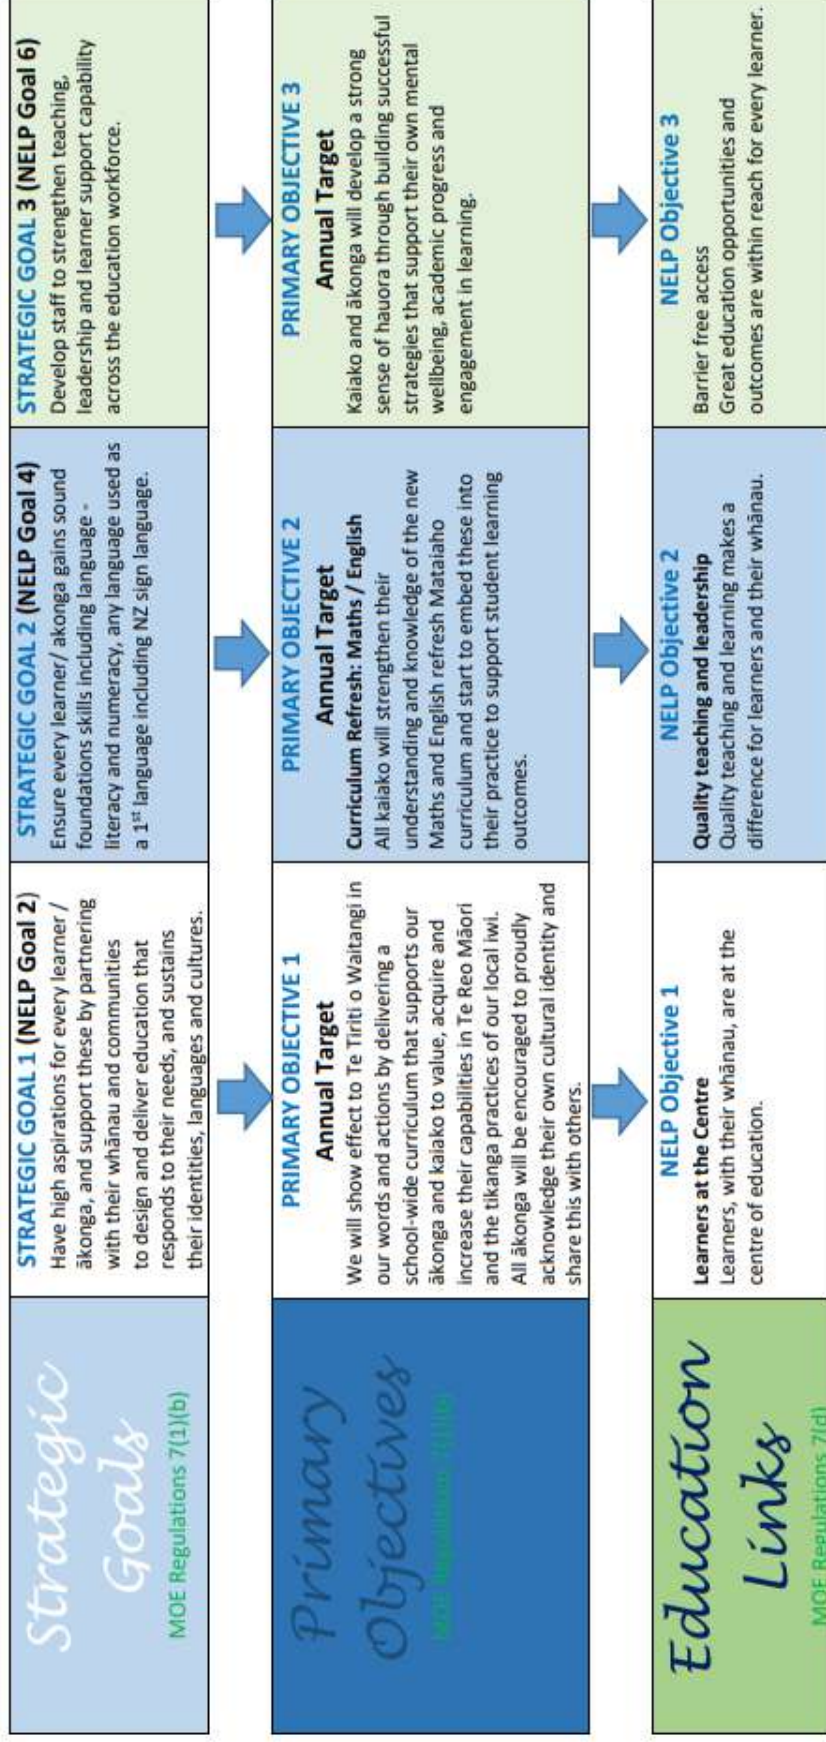 Strategic
Goals
MOE Regulations 7(1)(b)
STRATEGIC GOAL 1 (NELP Goal 2)
Have high aspirations for every learner /
ākonga, and support these by partnering
with their whānau and communities
to design and deliver education that
responds to their needs, and sustains
their identities, languages and cultures.
STRATEGIC GOAL 2 (NELP Goal 4)
Ensure every learner/ akonga gains sound
foundations skills including language -
literacy and numeracy, any language used as
a 1st language including NZ sign language.
STRATEGIC GOAL 3 (NELP Goal 6)
Develop staff to strengthen teaching,
leadership and learner support capability
across the education workforce.
Primary
Objectives
MOE Regulations
PRIMARY OBJECTIVE 1
Annual Target
We will show effect to Te Tiriti o Waitangi in
our words and actions by delivering a
school-wide curriculum that supports our
ākonga and kaiako to value, acquire and
increase their capabilities in Te Reo Māori
and the tikanga practices of our local iwi.
All ākonga will be encouraged to proudly
acknowledge their own cultural identity and
share this with others.
PRIMARY OBJECTIVE 2
Annual Target
Curriculum Refresh: Maths / English
All kaiako will strengthen their
understanding and knowledge of the new
Maths and English refresh Mataiaho
curriculum and start to embed these into
their practice to support student learning
outcomes.
PRIMARY OBJECTIVE 3
Annual Target
Kaiako and ākonga will develop a strong
sense of hauora through building successful
strategies that support their own mental
wellbeing, academic progress and
engagement in learning.
Education
Links
MOE Regulations 7(d)
NELP Objective 1
Learners at the Centre
Learners, with their whānau, are at the
centre of education.
NELP Objective 2
Quality teaching and leadership
Quality teaching and learning makes a
difference for learners and their whānau.
NELP Objective 3
Barrier free access
Great education opportunities and
outcomes are within reach for every learner.